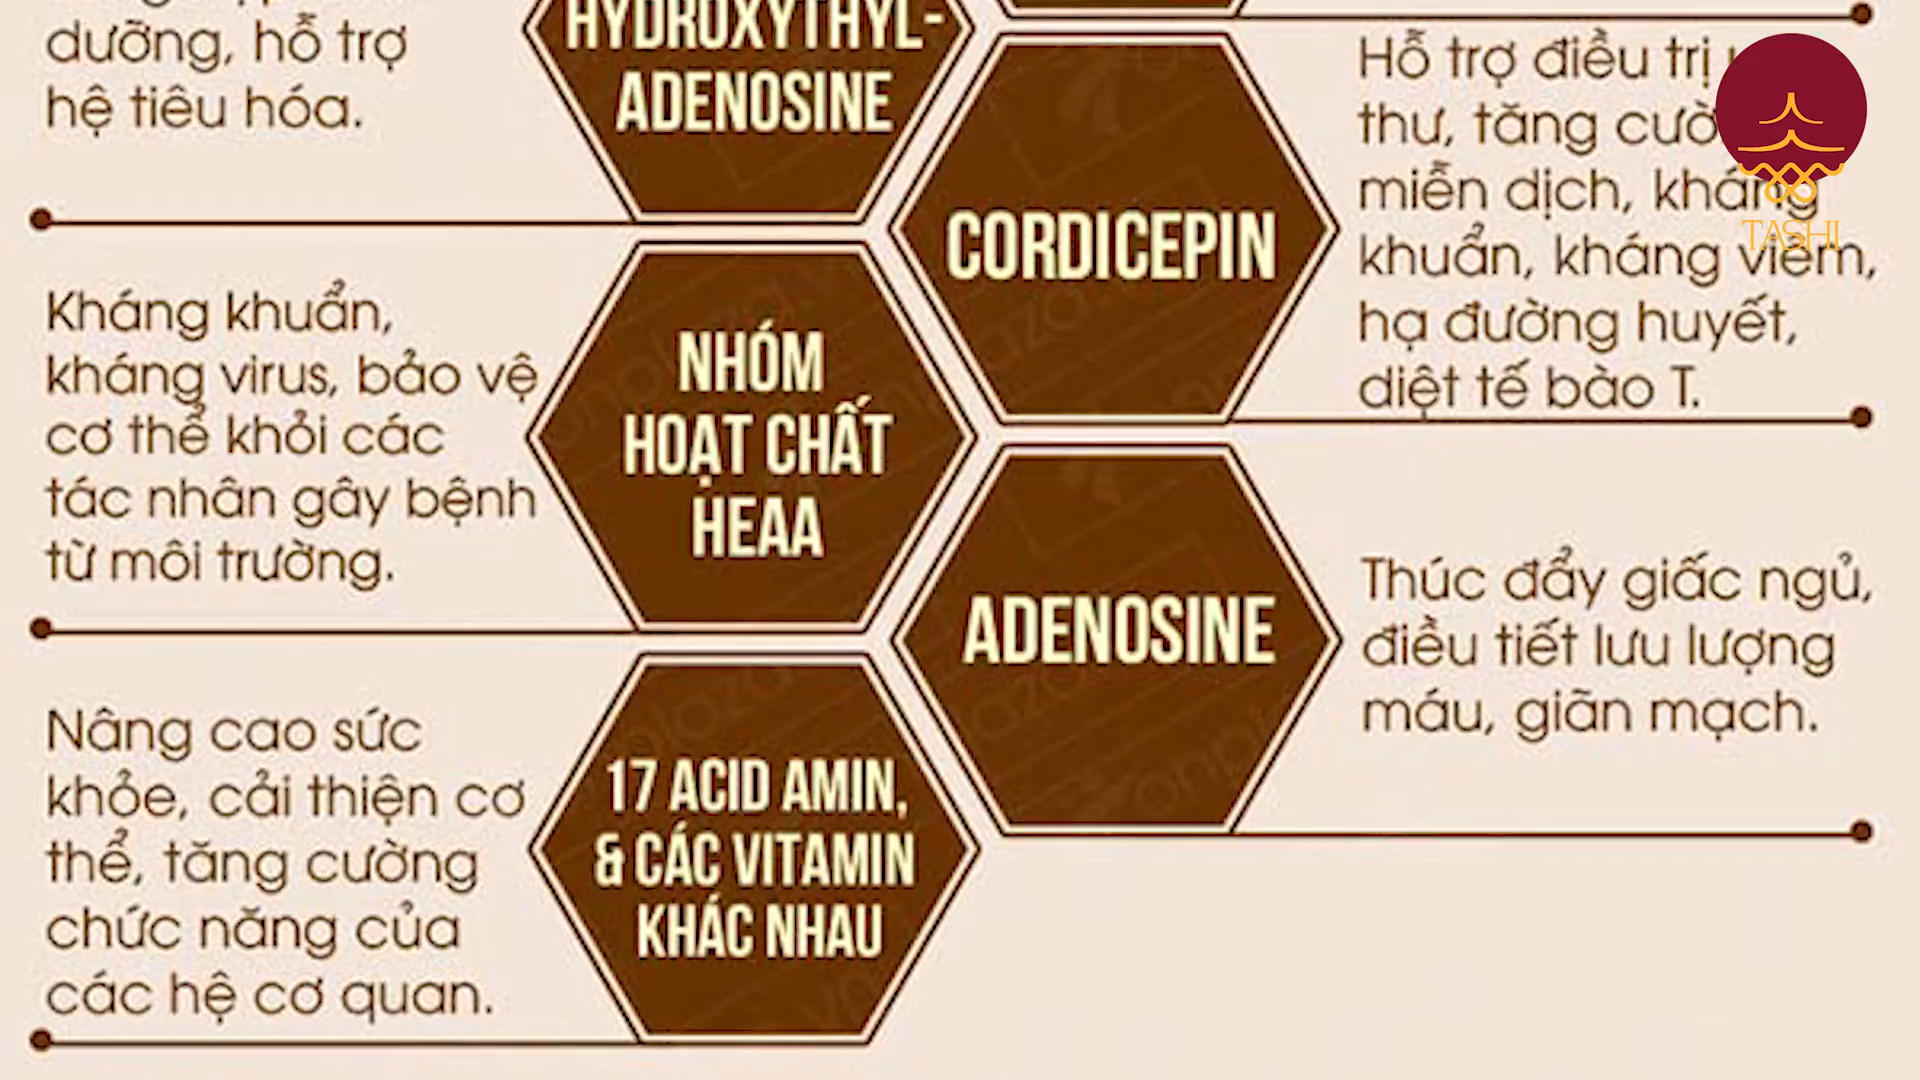 dưỡng, hỗ trợ
hệ tiêu hóa.
HYDROXYTHYL-
ADENOSINE
Hỗ trợ điều trị
thư, tăng
miễn dịch, kháng
khuẩn, kháng viêm,
hạ đường huyết,
diệt tế bào T.
CORDICEPIN
TASHI
Kháng khuẩn,
kháng virus, bảo vệ
cơ thể khỏi các
tác nhân gây bệnh
từ môi trường.
NHÓM
HOẠT CHẤT
HEAA
ADENOSINE
Thúc đẩy giấc ngủ,
điều tiết lưu lượng
máu, giãn mạch.
Nâng cao sức
khỏe, cải thiện cơ
thể, tăng cường
chức năng của
các hệ cơ quan.
17 ACID AMIN,
& CÁC VITAMIN
KHÁC NHAU